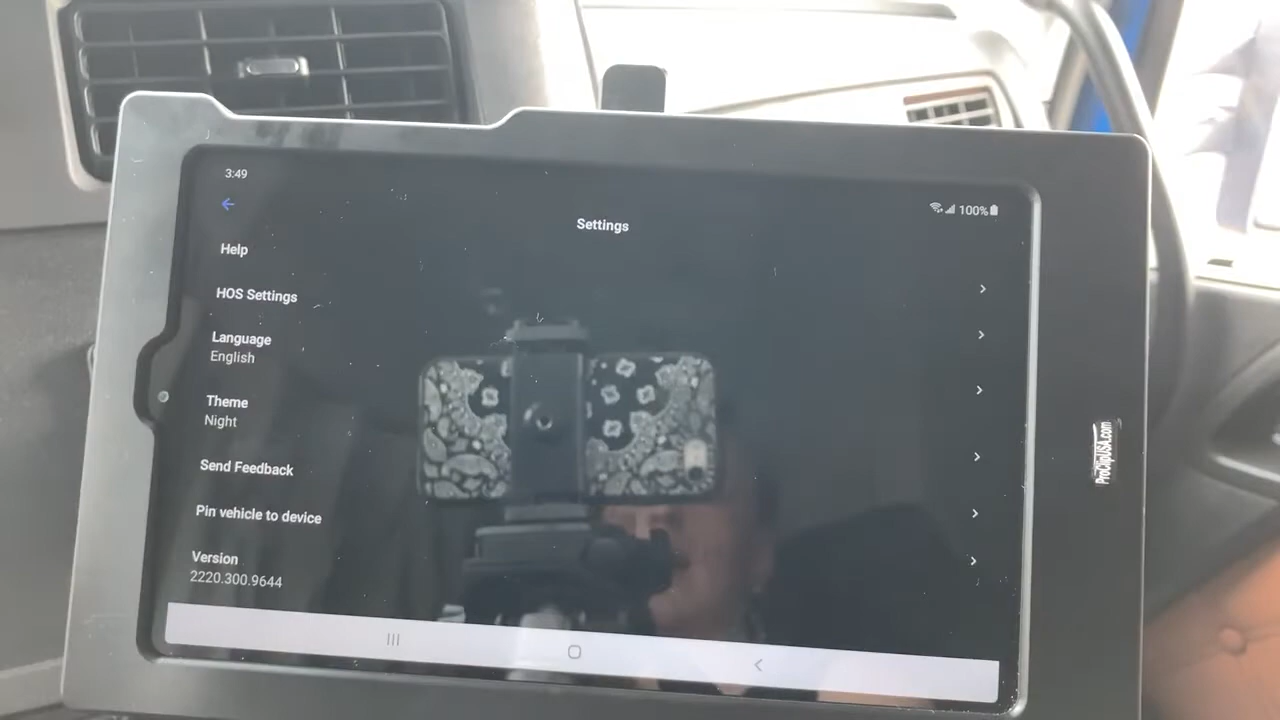 3:49
100%
Settings
Help
HOS Settings
Language
English
Theme
Night
Send Feedback
Pin vehicle to device
Version
2220.300.9644
ProClipUSA.com